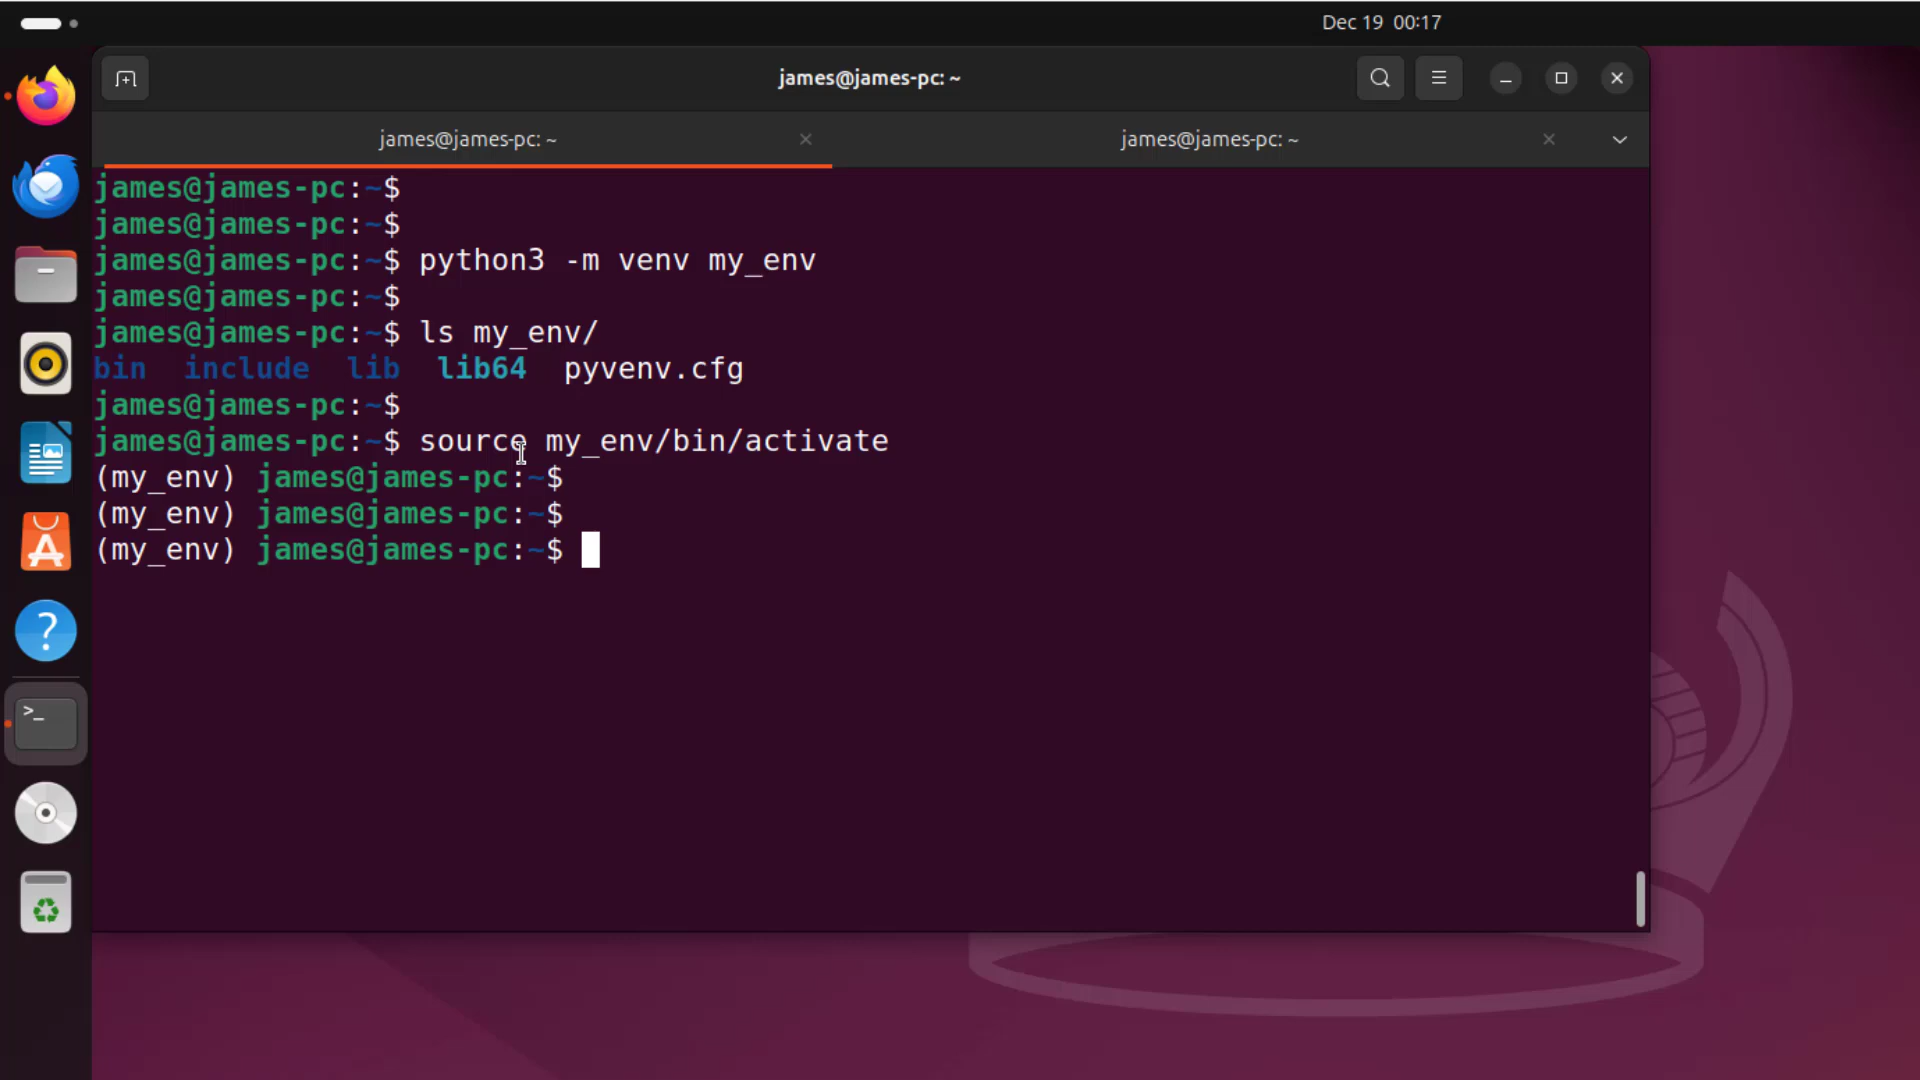 Dec 19 00:17
james@james-pc: ~
james@james-pc: ~
james@james-pc: ~
james@james-pc:~$
james@james-pc:~$
james@james-pc:~$ python3 -m venv my_env
james@james-pc:~$
james@james-pc:~$ ls my_env/
bin include lib lib64 pyvenv.cfg
james@james-pc:~$
james@james-pc:~$ source my_env/bin/activate
(my_env) james@james-pc:~$
(my_env) james@james-pc:~$
(my_env) james@james-pc:~$